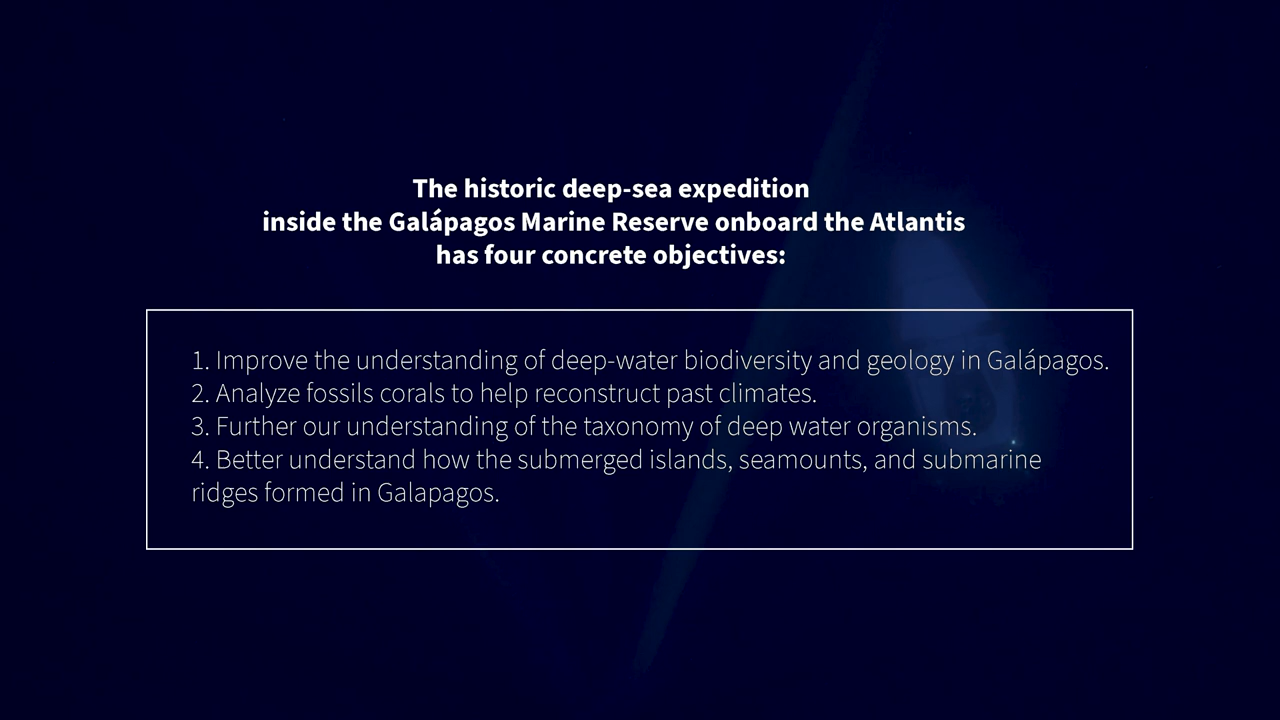 The historic deep-sea expedition
inside the Galápagos Marine Reserve onboard the Atlantis
has four concrete objectives:
1. Improve the understanding of deep-water biodiversity and geology in Galápagos.
2. Analyze fossils corals to help reconstruct past climates.
3. Further our understanding of the taxonomy of deep water organisms.
4. Better understand how the submerged islands, seamounts, and submarine
ridges formed in Galapagos.